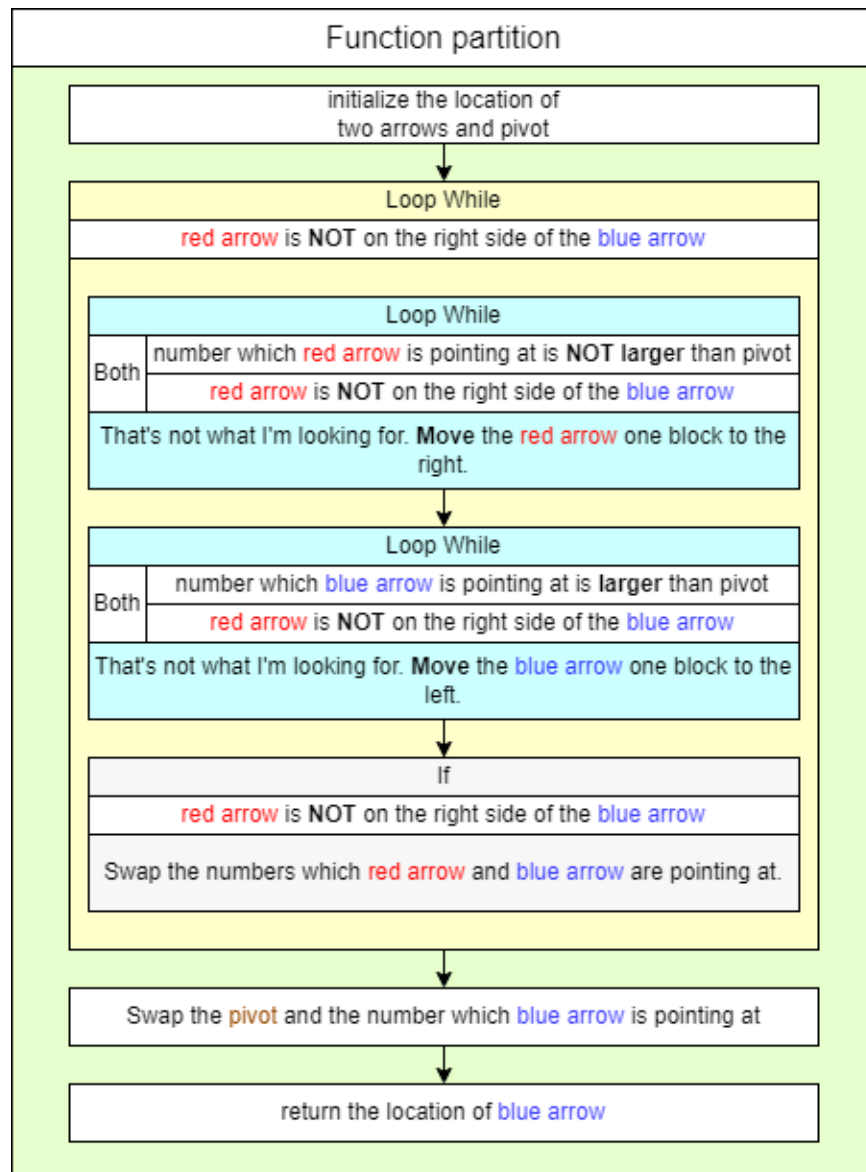 Function partition
initialize the location of
two arrows and pivot
Loop While
red arrow is NOT on the right side of the blue arrow
Loop While
Both
number which red arrow is pointing at is NOT larger than pivot
red arrow is NOT on the right side of the blue arrow
That's not what I'm looking for. Move the red arrow one block to the
right.
Loop While
Both
number which blue arrow is pointing at is larger than pivot
red arrow is NOT on the right side of the blue arrow
That's not what I'm looking for. Move the blue arrow one block to the
left.
If
red arrow is NOT on the right side of the blue arrow
Swap the numbers which red arrow and blue arrow are pointing at.
Swap the pivot and the number which blue arrow is pointing at
return the location of blue arrow